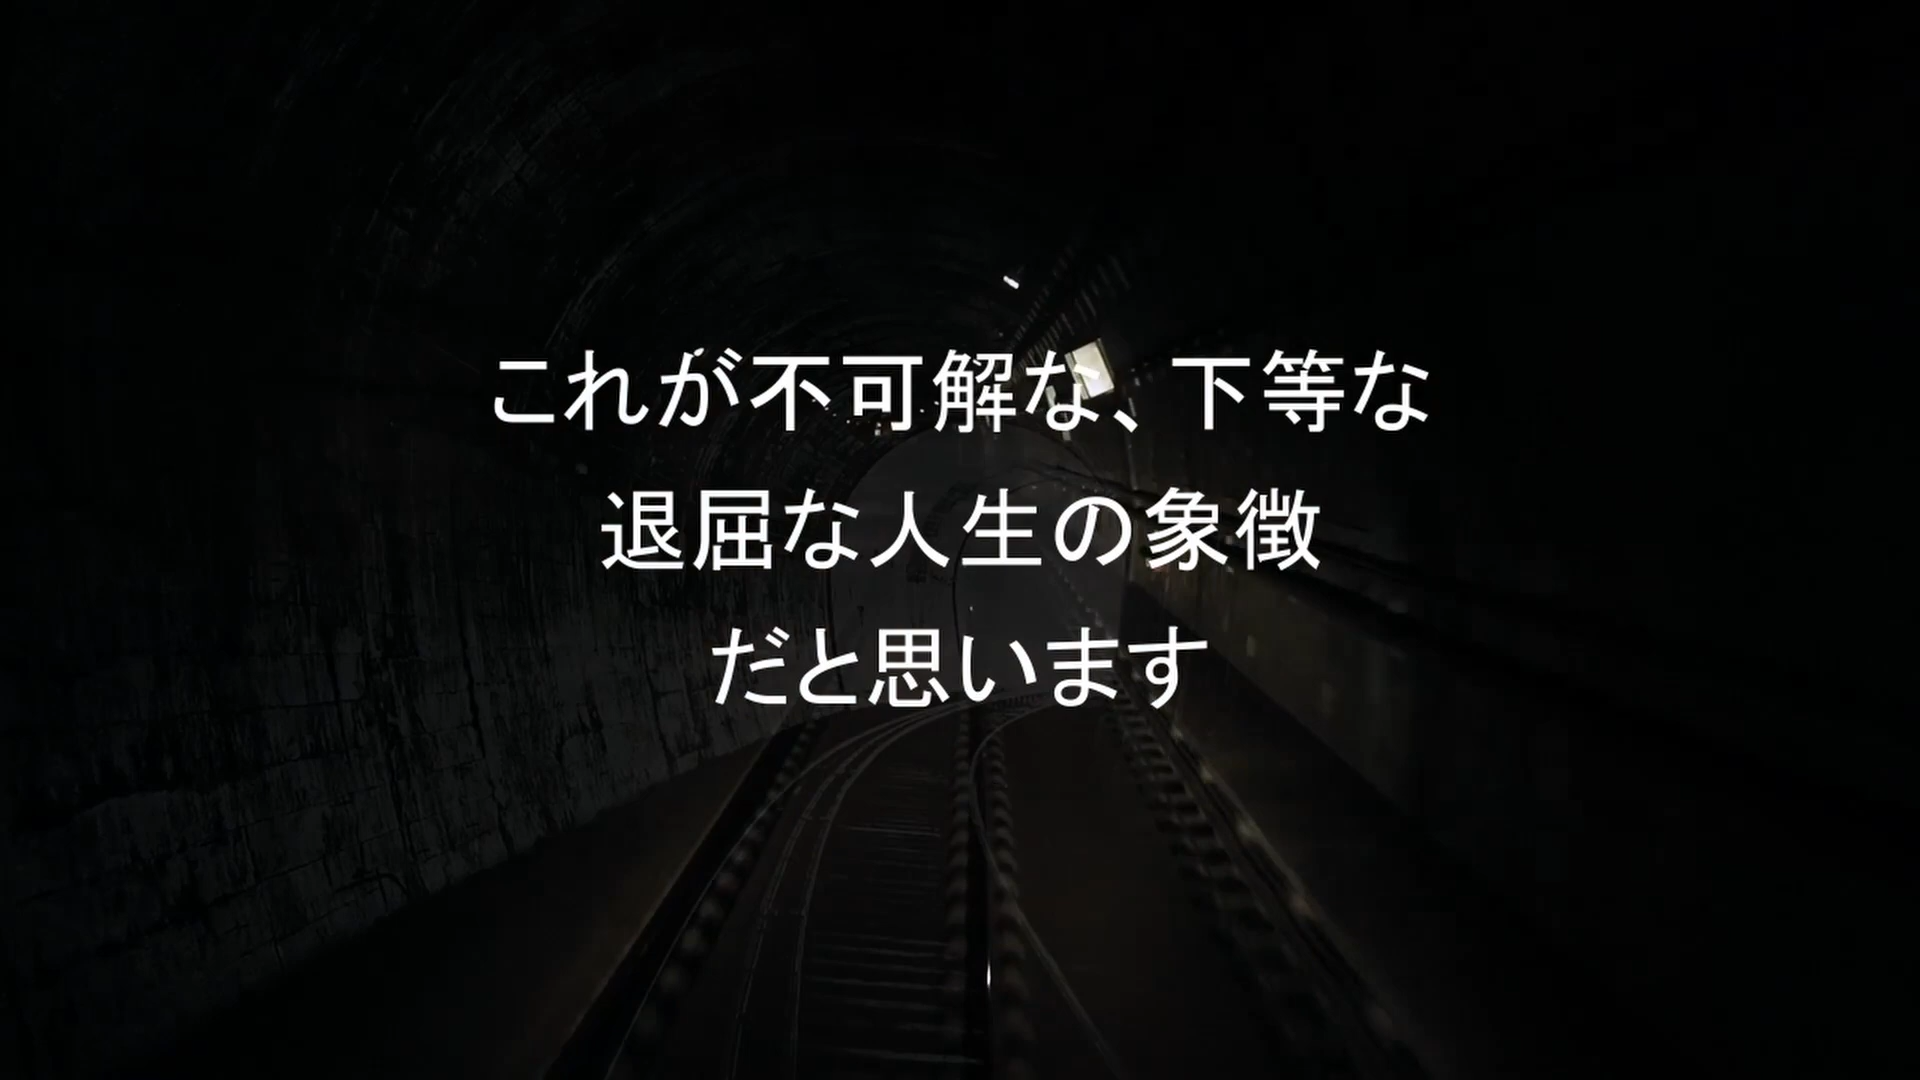 これが不可解な、下等な
退屈な人生の象徴
だと思います